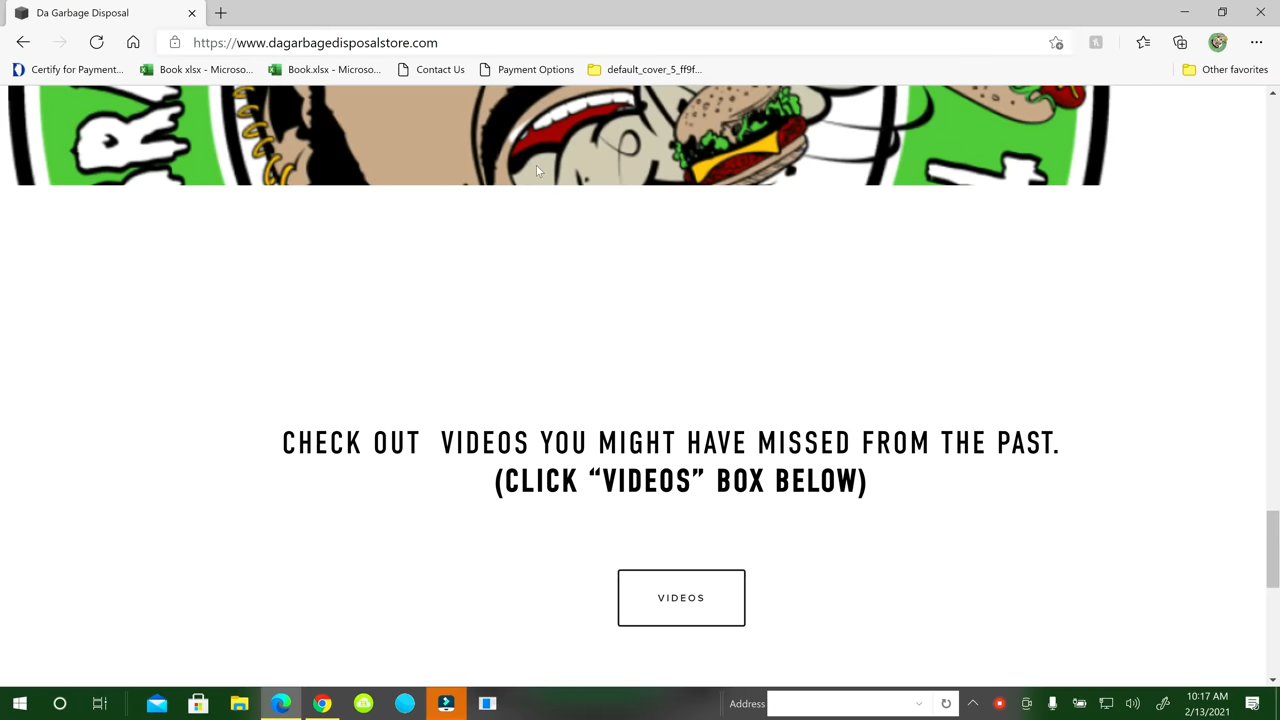 Da Garbage Disposal
https://www.dagarbagedisposalstore.com
Certify for Payment...
Book xlsx - Microso...
Book.xlsx - Microso...
Contact Us
Payment Options
default_cover_5_ff9f...
Other favorites
CHECK OUT VIDEOS YOU MIGHT HAVE MISSED FROM THE PAST.
(CLICK “VIDEOS” BOX BELOW)
VIDEOS
Address
10:17 AM
2/13/2021